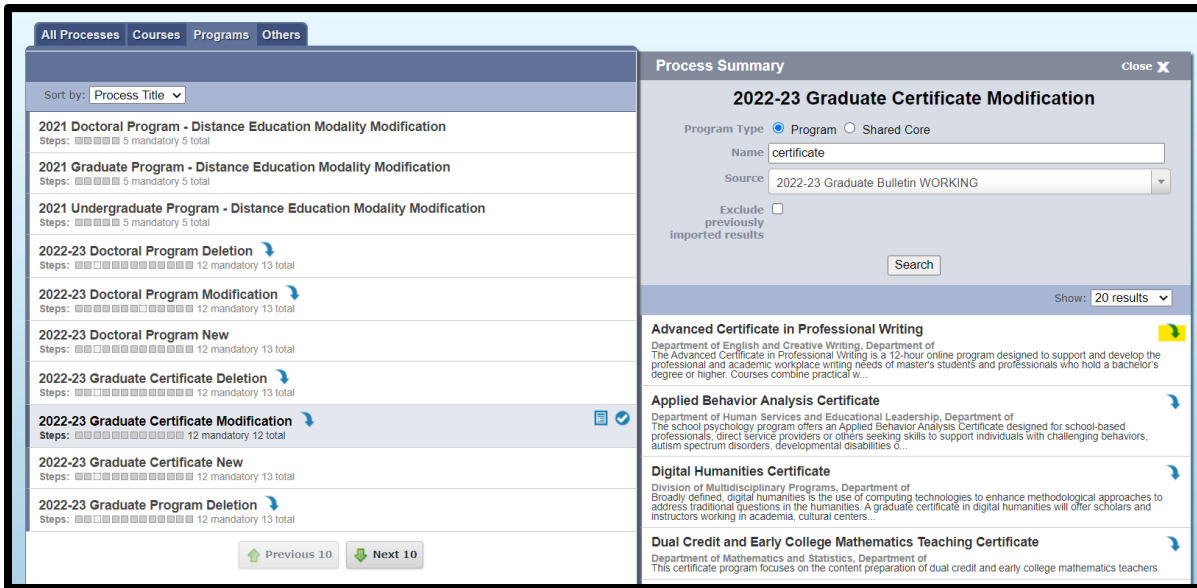 All Processes Courses Programs Others
Sort by: Process Title
2021 Doctoral Program - Distance Education Modality Modification
Steps: 5 mandatory 5 total
2021 Graduate Program - Distance Education Modality Modification
Steps: 5 mandatory 5 total
2021 Undergraduate Program - Distance Education Modality Modification
Steps: 5 mandatory 5 total
2022-23 Doctoral Program Deletion
Steps: 12 mandatory 13 total
2022-23 Doctoral Program Modification
Steps: 12 mandatory 13 total
2022-23 Doctoral Program New
Steps: 12 mandatory 13 total
2022-23 Graduate Certificate Deletion
Steps: 12 mandatory 13 total
2022-23 Graduate Certificate Modification
Steps: 12 mandatory 12 total
2022-23 Graduate Certificate New
Steps: 12 mandatory 13 total
2022-23 Graduate Program Deletion
Steps: 12 mandatory 13 total
Previous 10 Next 10
Process Summary Close X
2022-23 Graduate Certificate Modification
Program Type Program Shared Core
Name certificate
Source 2022-23 Graduate Bulletin WORKING
Exclude
previously
imported results
Search
Show: 20 results
Advanced Certificate in Professional Writing
Department of English and Creative Writing, Department of
The Advanced Certificate in Professional Writing is a 12-hour online program designed to support and develop the
professional and academic workplace writing needs of master's students and professionals who hold a bachelor's
degree or higher. Courses combine practical w...
Applied Behavior Analysis Certificate
Department of Human Services and Educational Leadership, Department of
The school psychology program offers an Applied Behavior Analysis Certificate designed for school-based
professionals, direct service providers or others seeking skills to support individuals with challenging behaviors,
autism spectrum disorders, developmental disabilities o...
Digital Humanities Certificate
Division of Multidisciplinary Programs, Department of
Broadly defined, digital humanities is the use of computing technologies to enhance methodological approaches to
address traditional questions in the humanities. A graduate certificate in digital humanities will offer scholars and
instructors working in academia, cultural centers...
Dual Credit and Early College Mathematics Teaching Certificate
Department of Mathematics and Statistics, Department of
This certificate program focuses on the content preparation of dual credit and early college mathematics teachers.